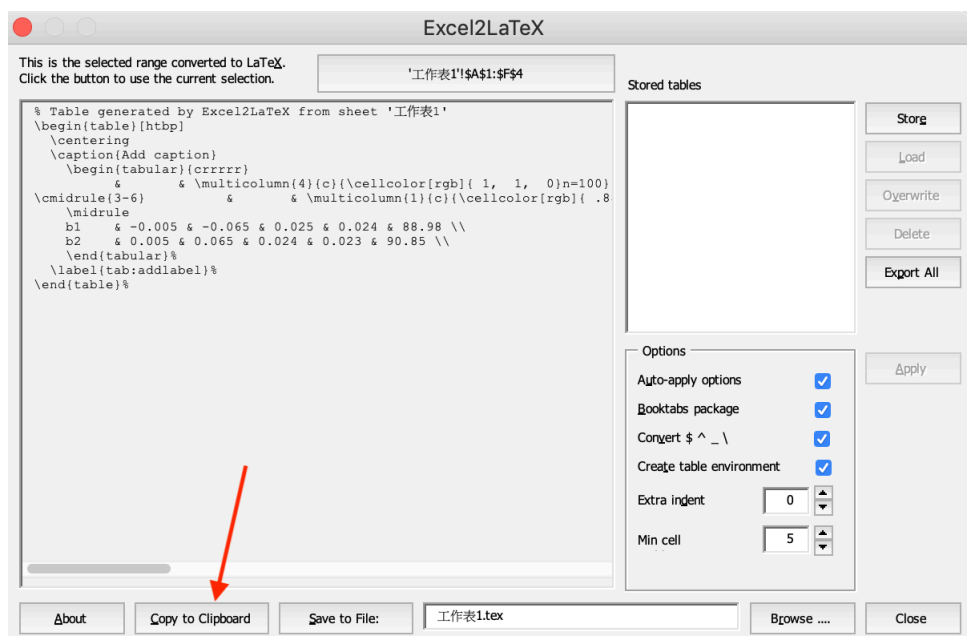 Excel2LaTeX
This is the selected range converted to LaTeX.
Click the button to use the current selection.
'工作表1'!$A$1:$F$4
Stored tables
% Table generated by Excel2LaTeX from sheet '工作表1'
\begin{table}[htbp]
\centering
\caption{Add caption}
\begin{tabular}{crrrrr}
& & \multicolumn{4}{c}{\cellcolor[rgb]{ 1, 1, 0}n=100}
\cmidrule{3-6} & & \multicolumn{1}{c}{\cellcolor[rgb]{ .8
\midrule
b1 & -0.005 & -0.065 & 0.025 & 0.024 & 88.98 \\
b2 & 0.005 & 0.065 & 0.024 & 0.023 & 90.85 \\
\end{tabular}%
\label{tab:addlabel}%
\end{table}%
Store
Load
Overwrite
Delete
Export All
Options
Auto-apply options
Booktabs package
Convert $ ^ _ \
Create table environment
Extra indent 0
Min cell 5
Apply
About
Copy to Clipboard
Save to File:
工作表1.tex
Browse ....
Close